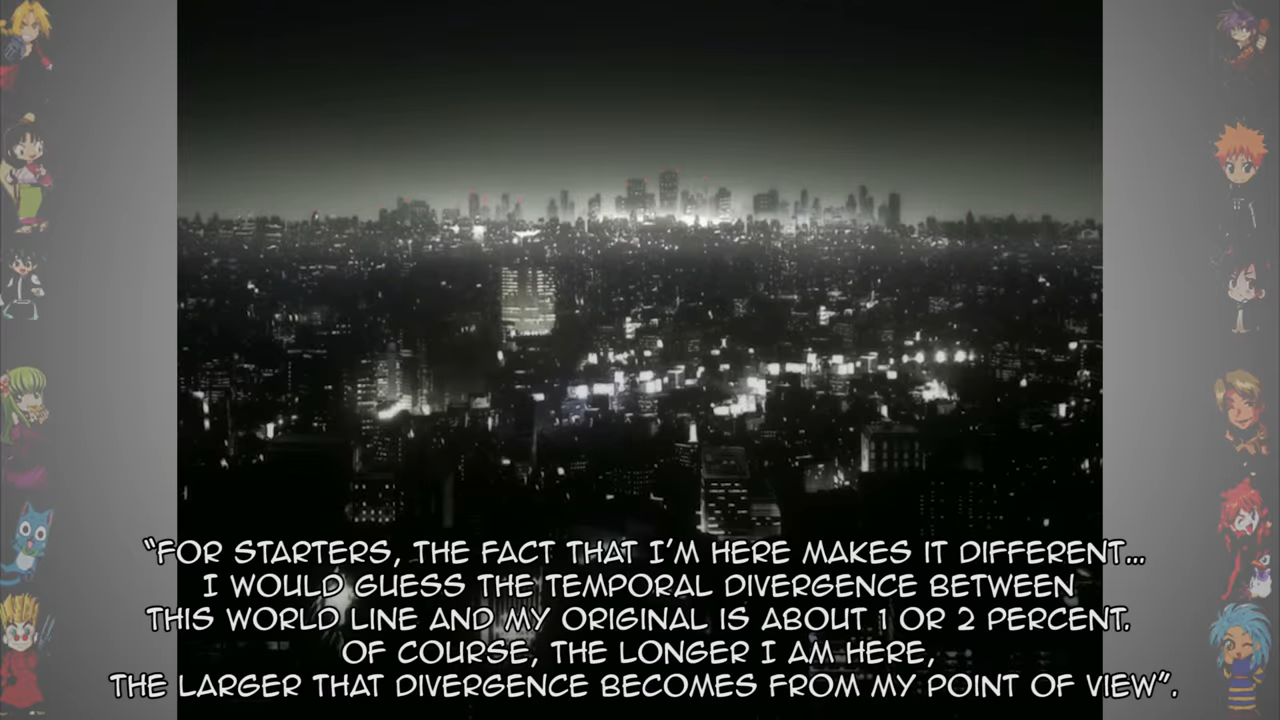 “FOR STARTERS, THE FACT THAT I’M HERE MAKES IT DIFFERENT...
I WOULD GUESS THE TEMPORAL DIVERGENCE BETWEEN
THIS WORLD LINE AND MY ORIGINAL IS ABOUT 1 OR 2 PERCENT.
OF COURSE, THE LONGER I AM HERE,
THE LARGER THAT DIVERGENCE BECOMES FROM MY POINT OF VIEW”.